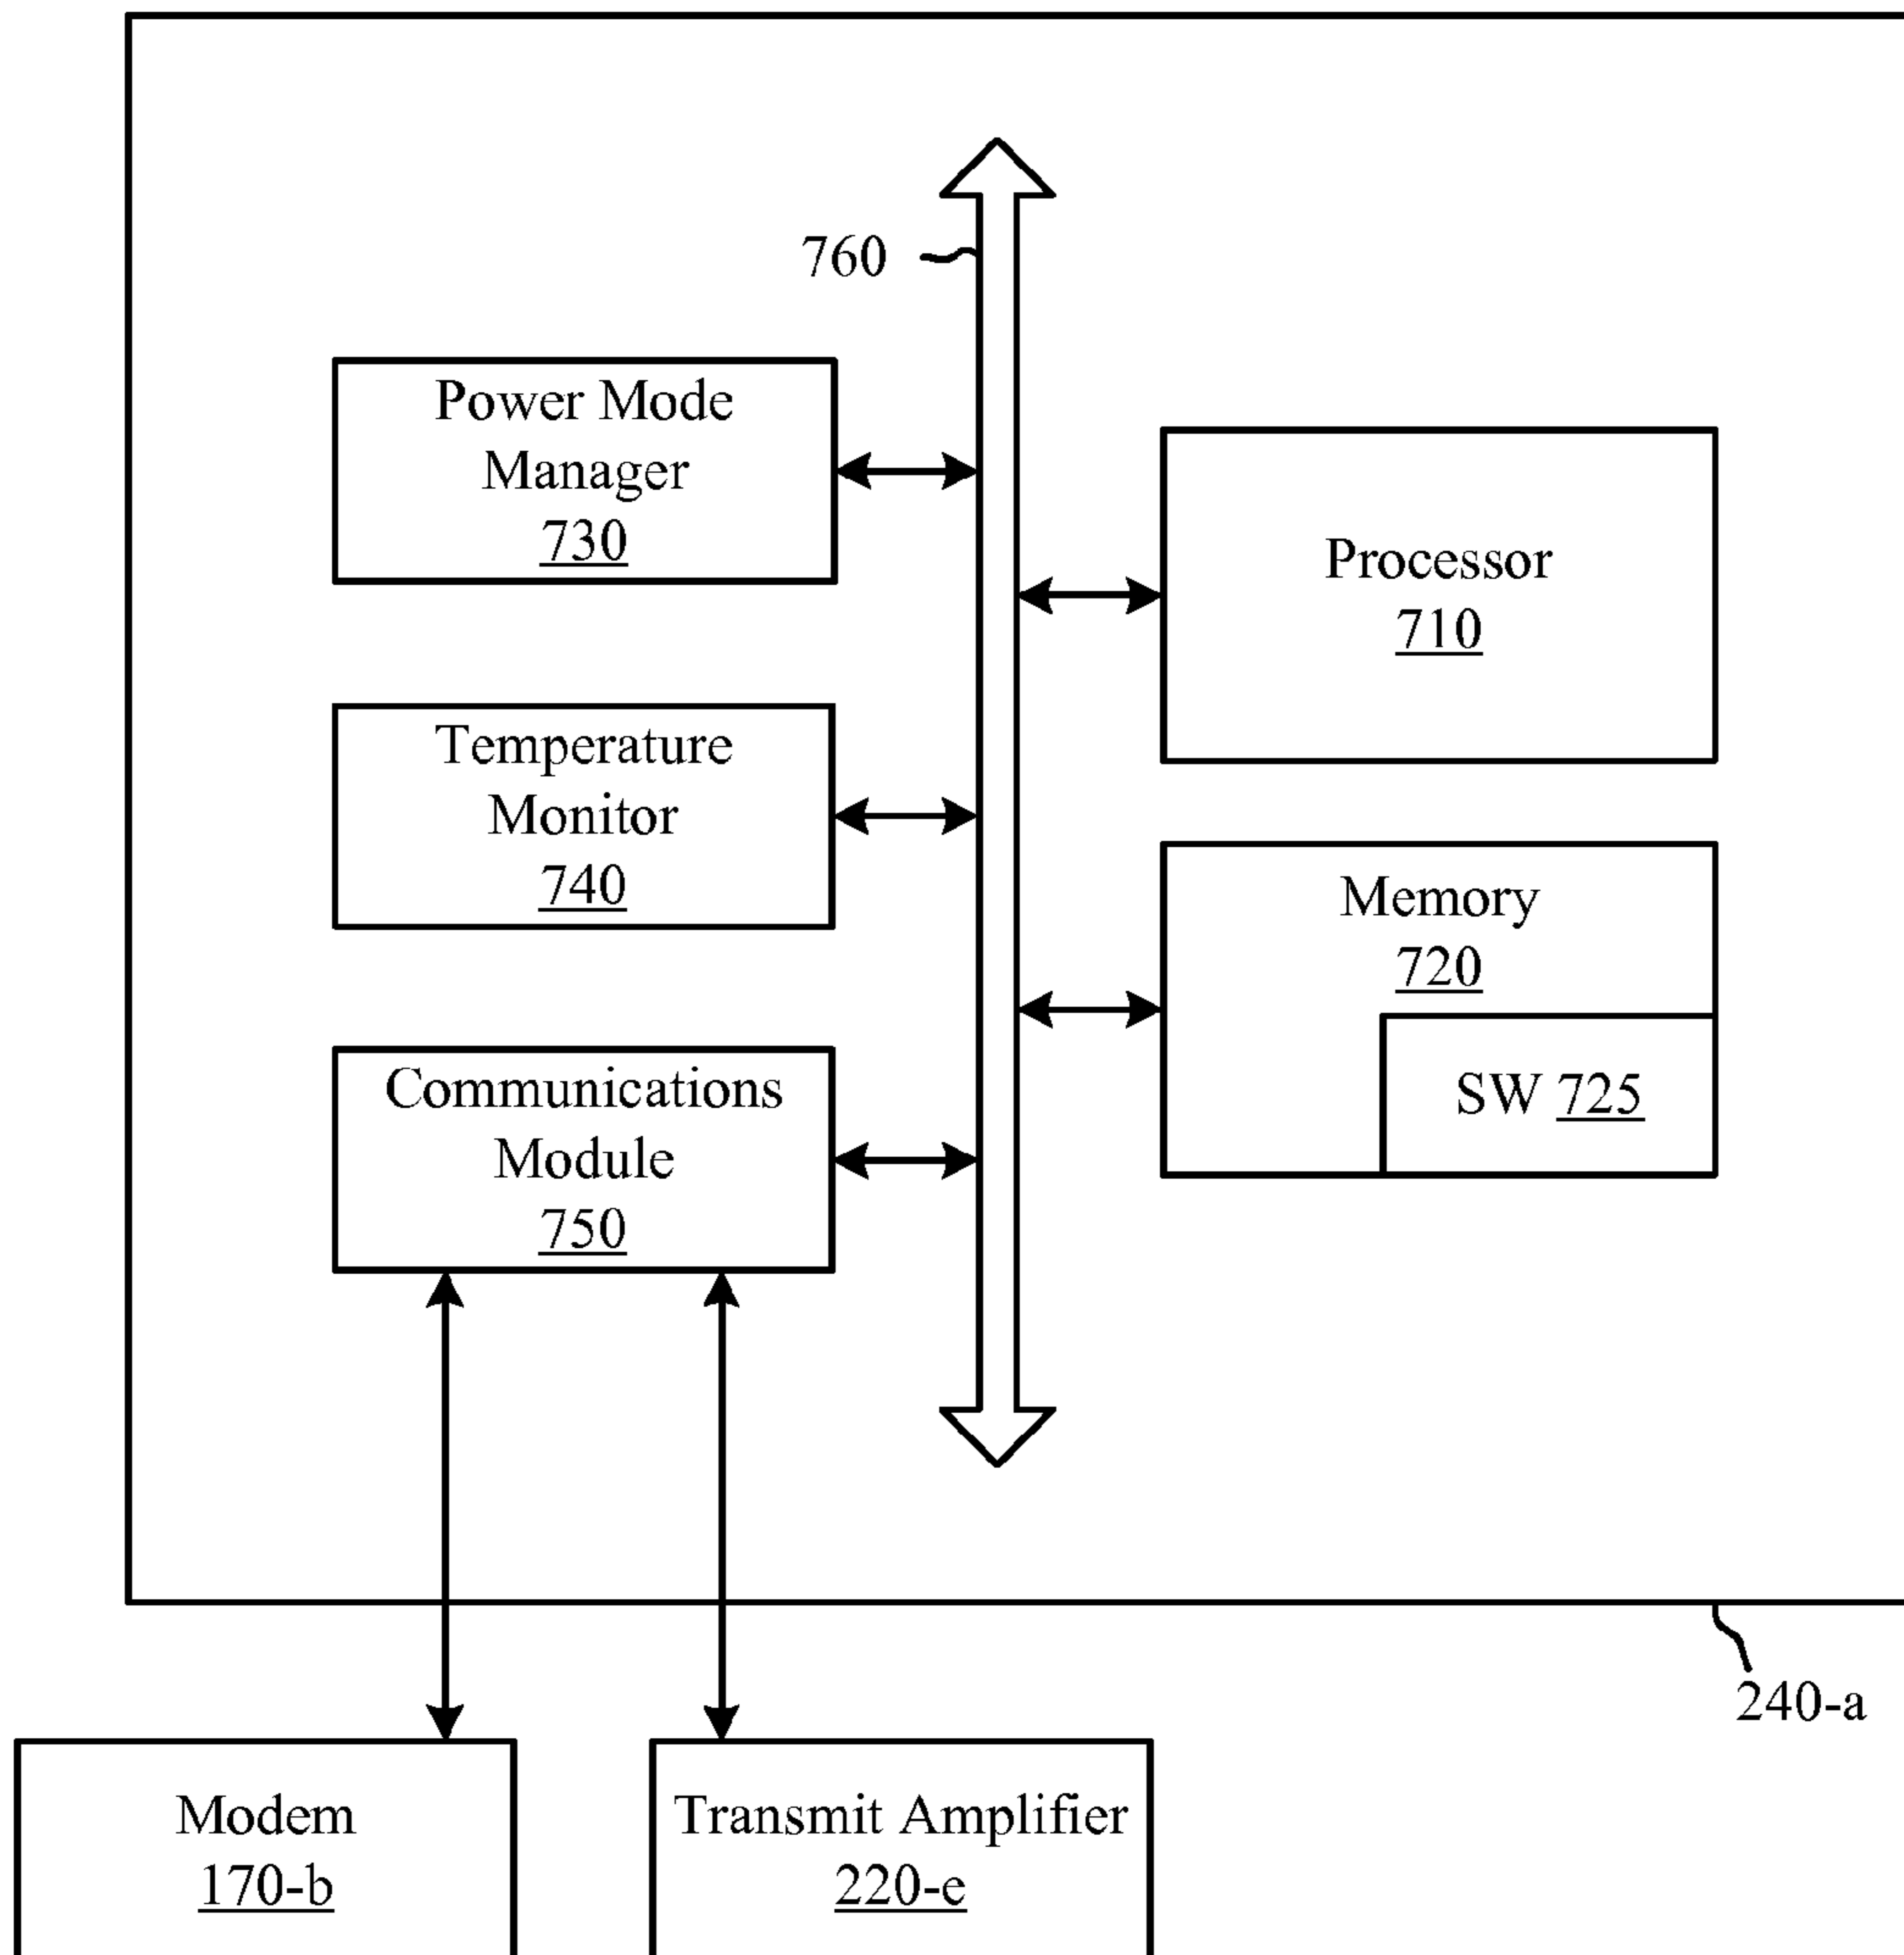 760
Power Mode
Manager
730
Processor
710
Temperature
Monitor
740
Memory
720
SW 725
Communications
Module
750
240-a
Modem
170-b
Transmit Amplifier
220-e